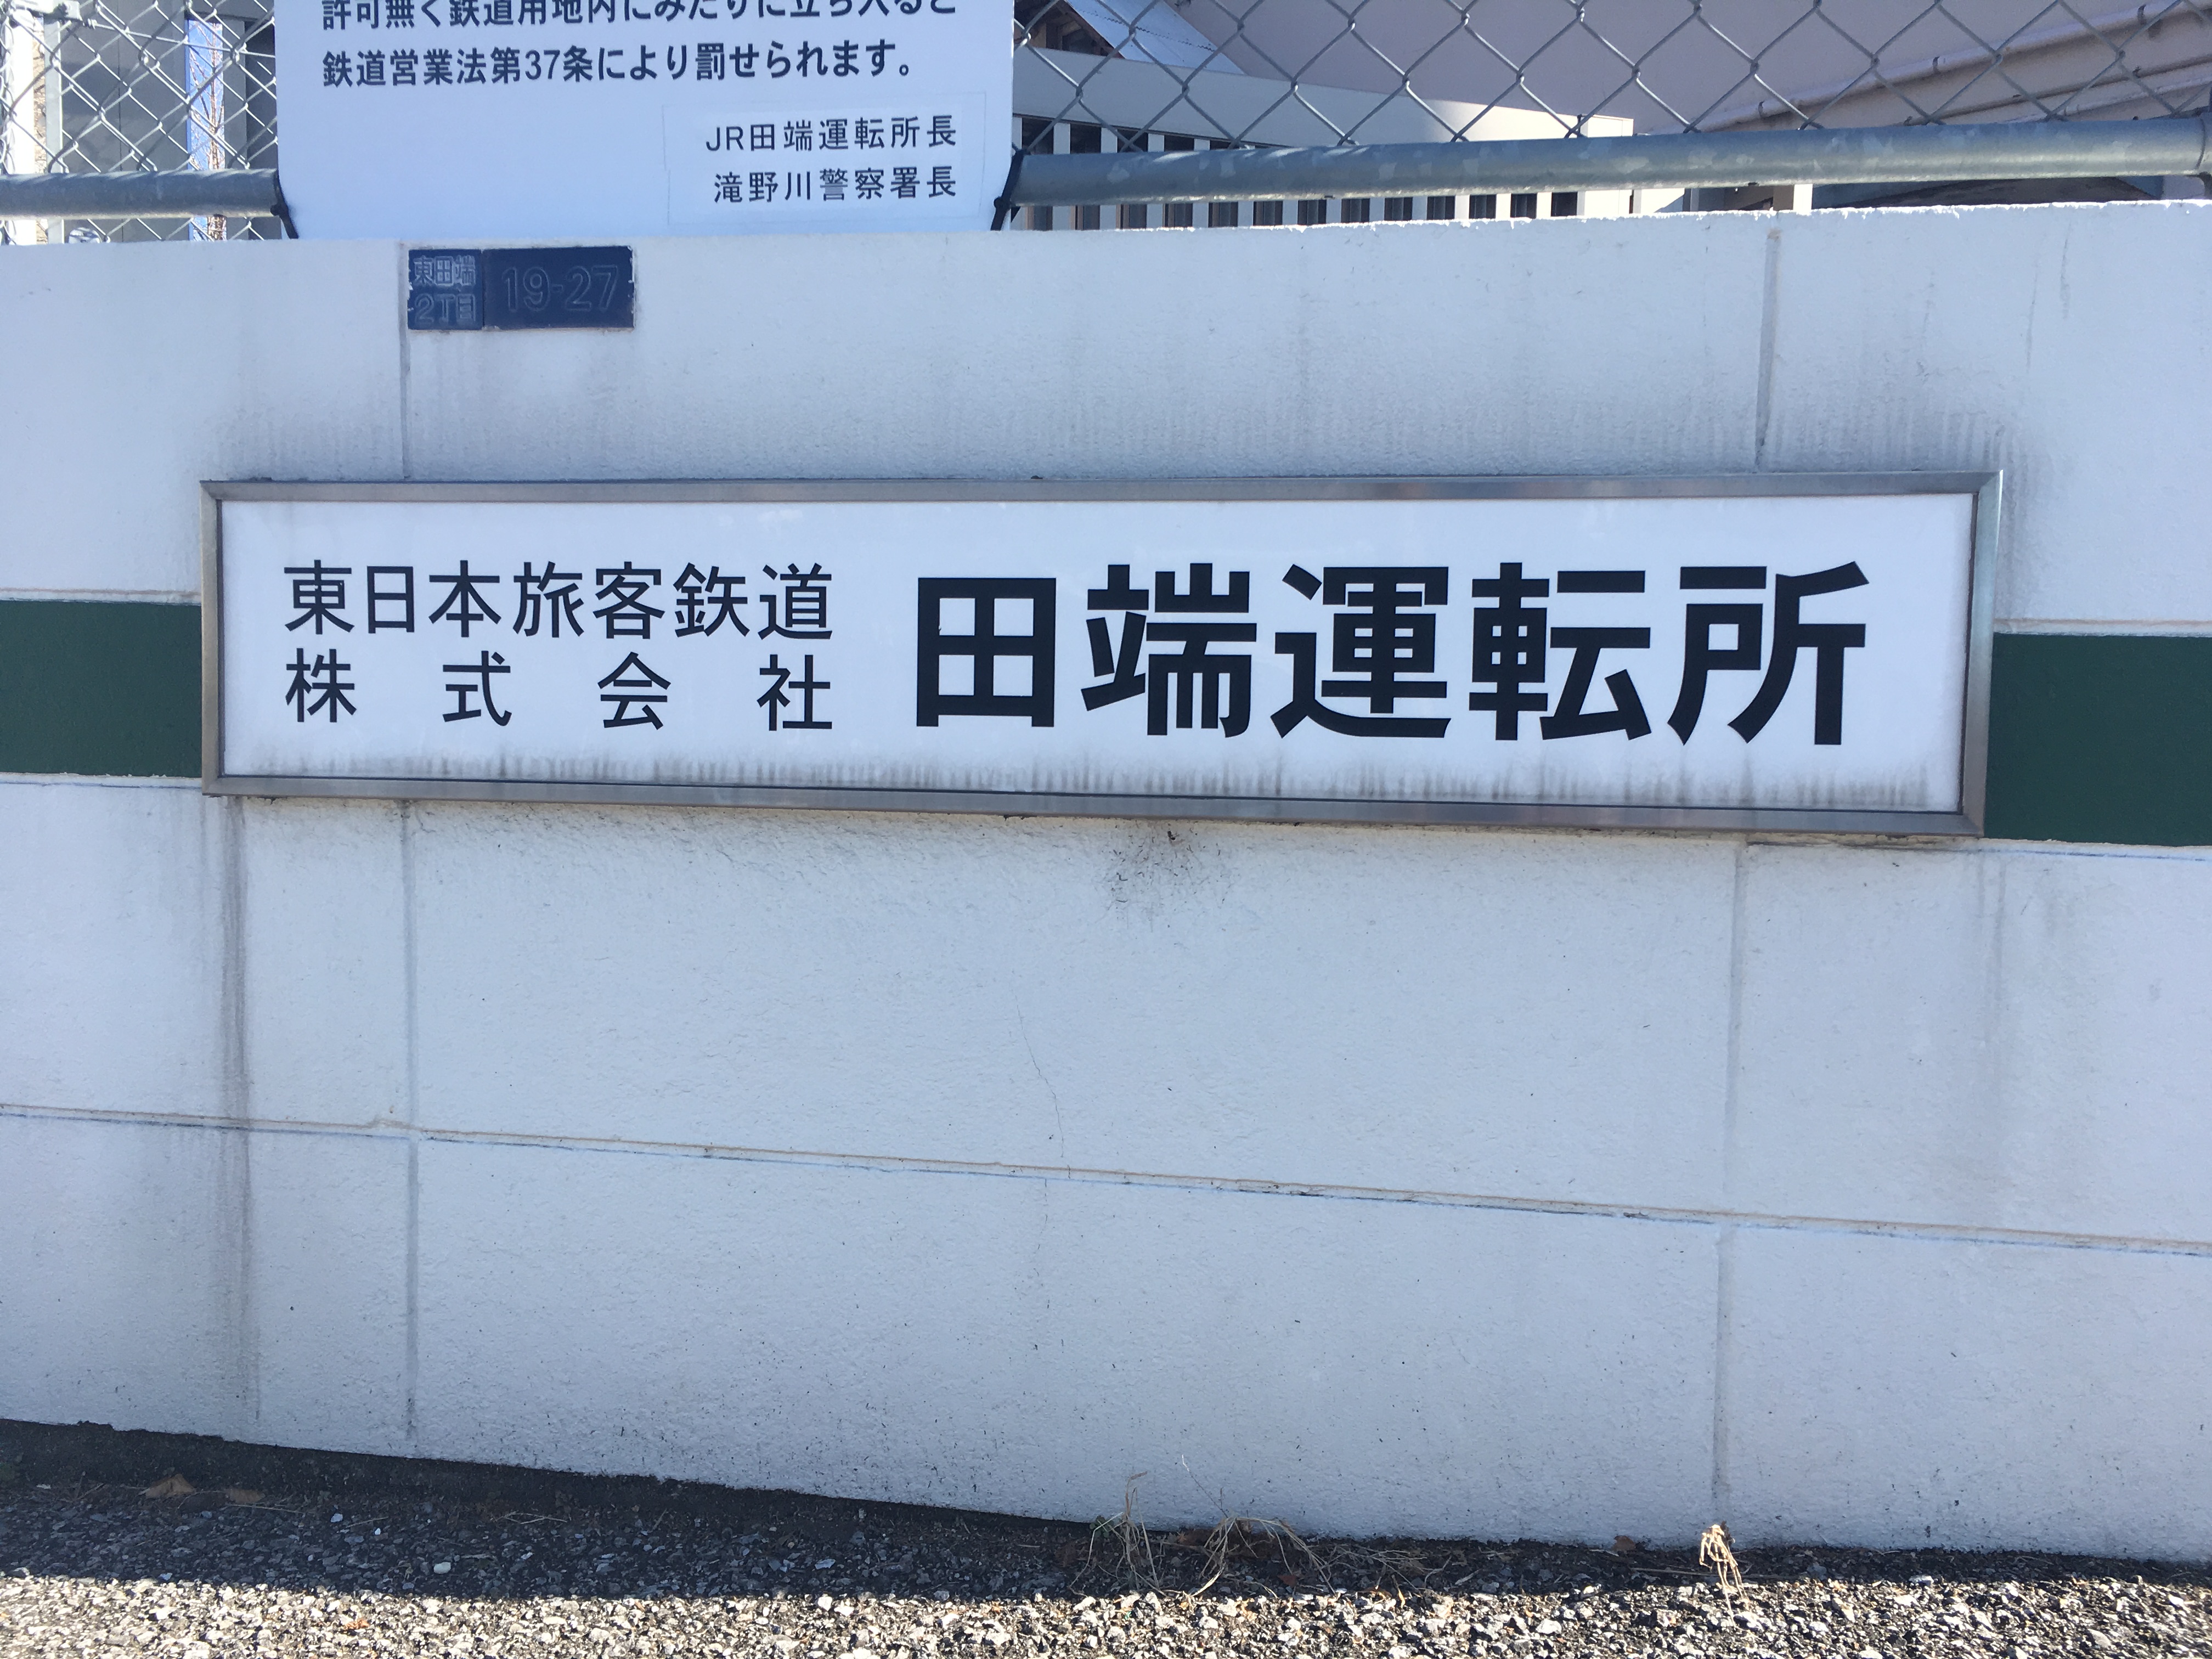 許可無く鉄道用地内にみだりに立ち入ると
鉄道営業法第37条により罰せられます。
JR田端運転所長
滝野川警察署長
東田端
2丁目
19-27
東日本旅客鉄道
株式会社
田端運転所